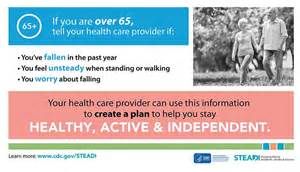 65+
If you are over 65,
tell your health care provider if:
• You've fallen in the past year
• You feel unsteady when standing or walking
• You worry about falling
Your health care provider can use this information
to create a plan to help you stay
HEALTHY, ACTIVE & INDEPENDENT.
Learn more: www.cdc.gov/STEADI
CDC
STEADI